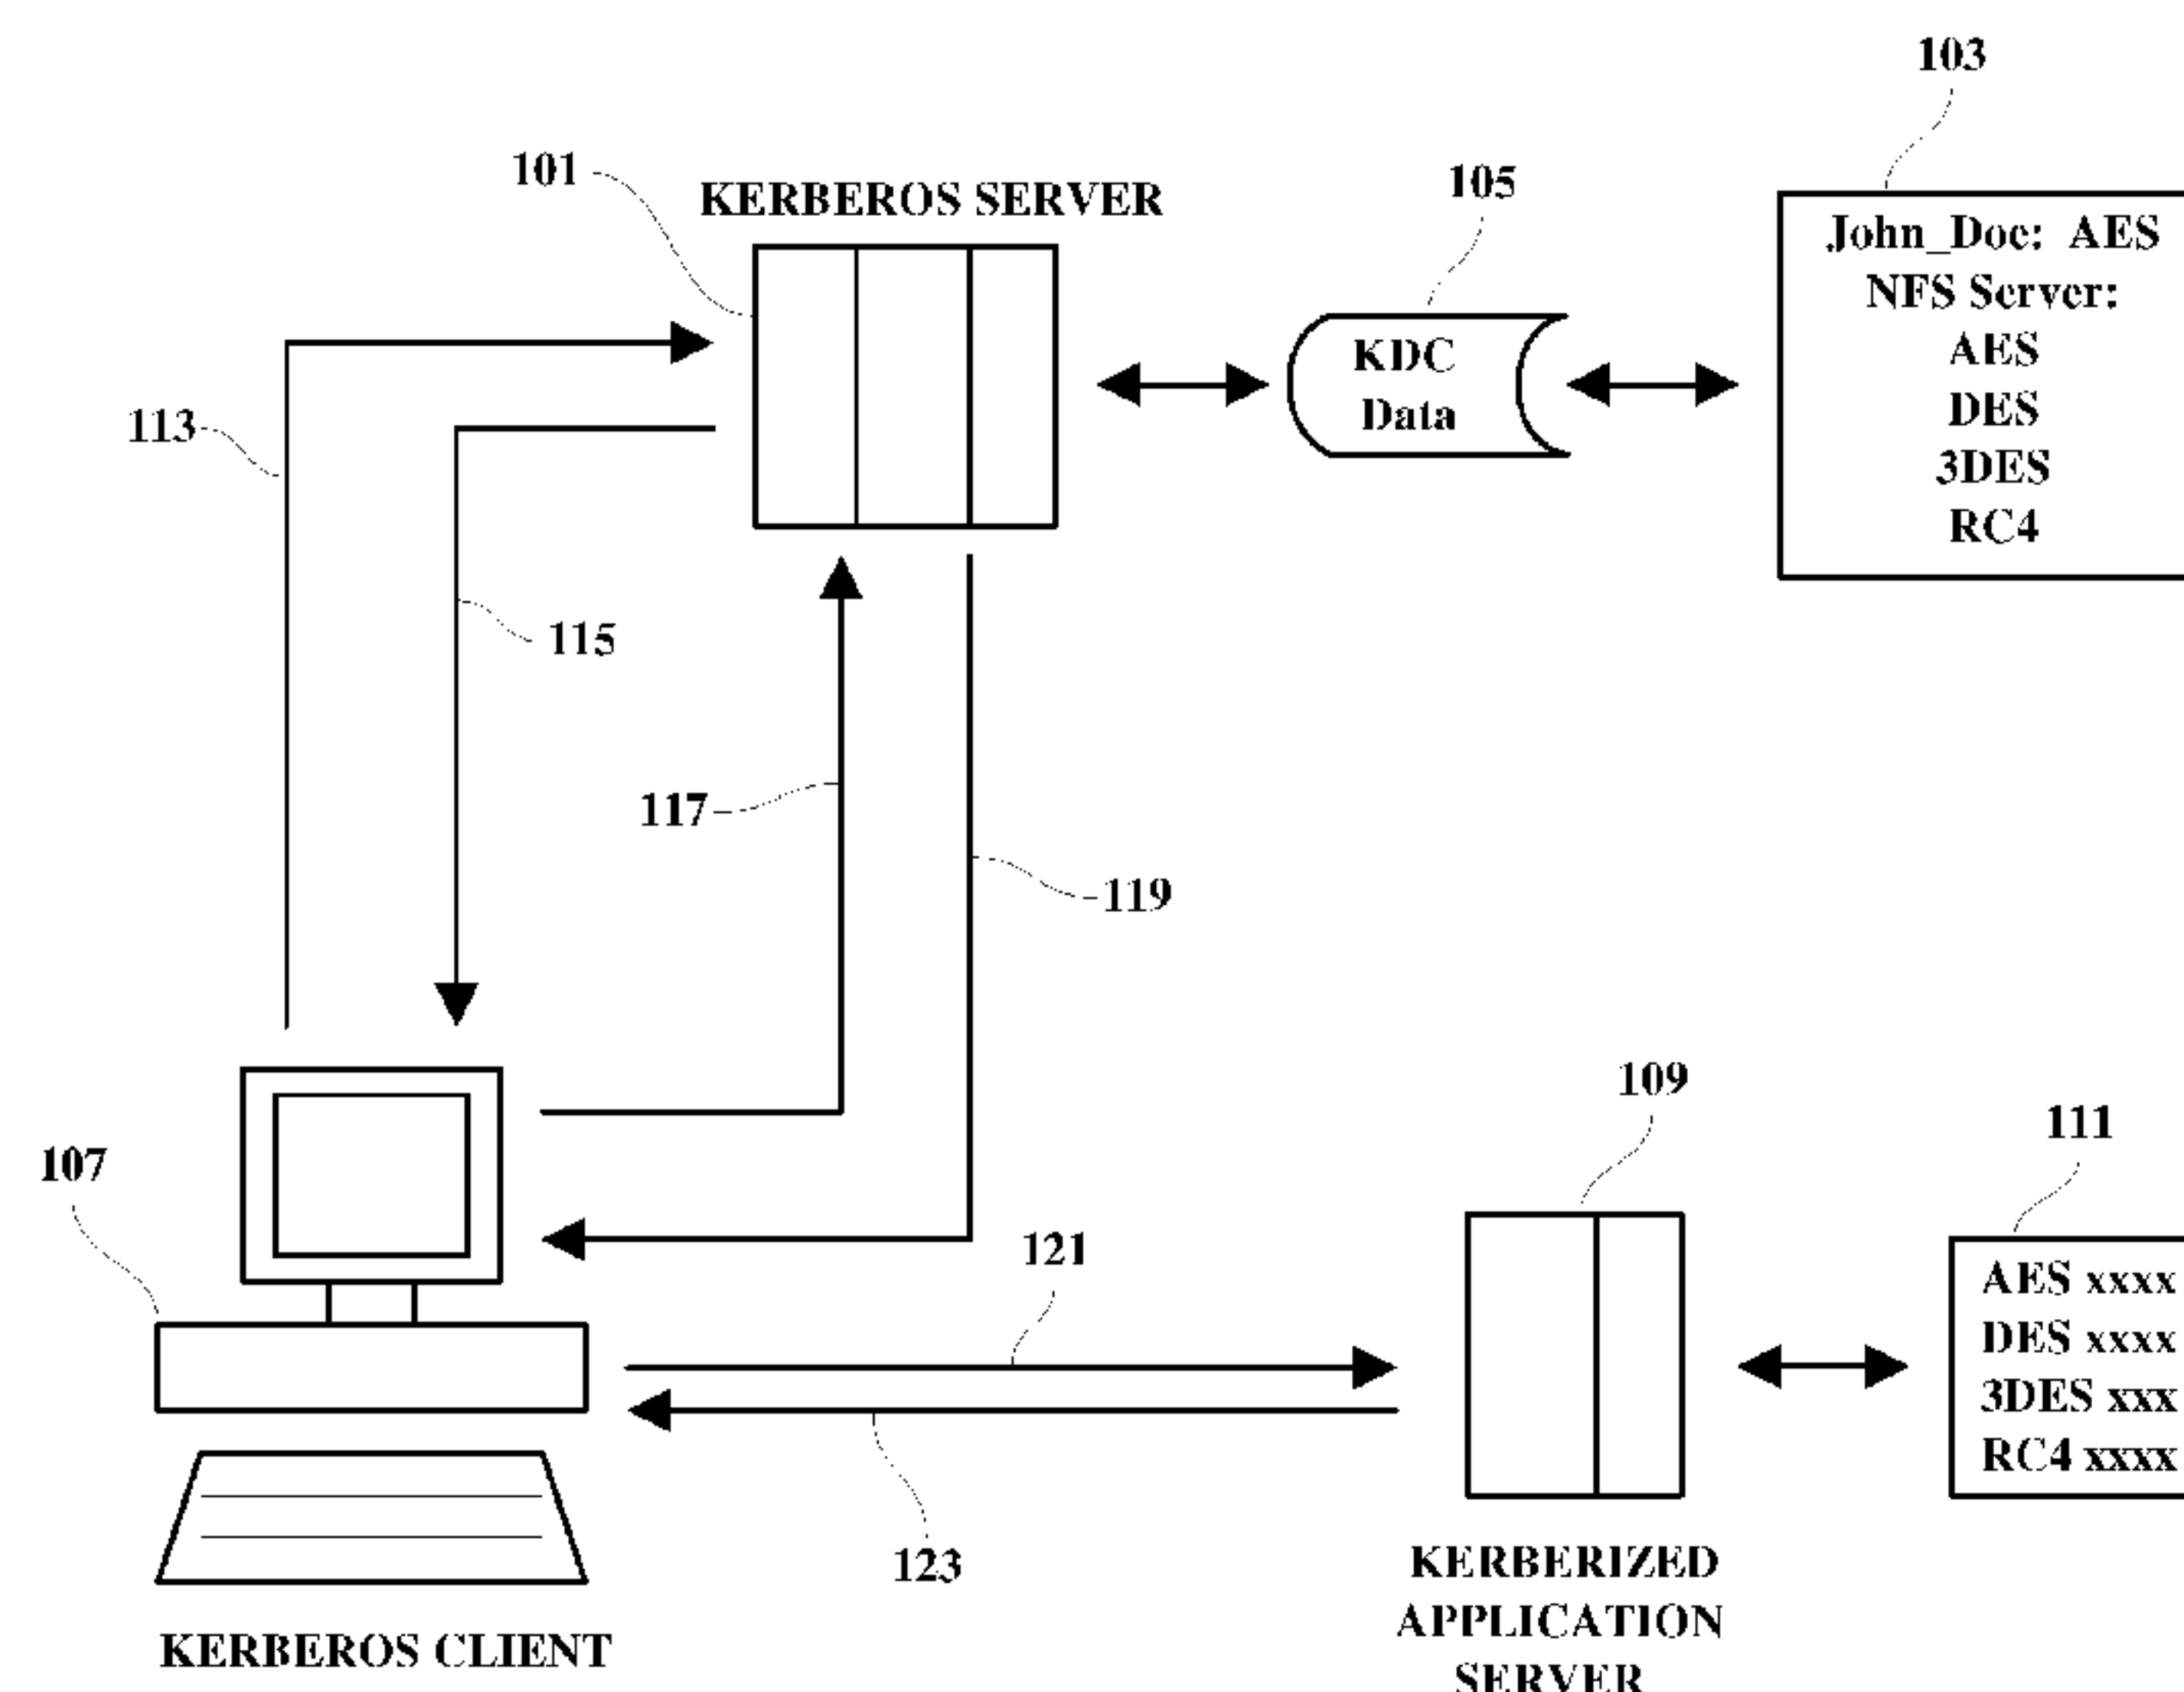 103
101
KERBEROS SERVER
105
John_Doe: AES
NFS Server:
AES
DES
3DES
RC4
KDC
Data
113
115
117
119
109
111
107
121
AES xxxx
DES xxxx
3DES xxx
RC4 xxxx
123
KERBERIZED
APPLICATION
SERVER
KERBEROS CLIENT